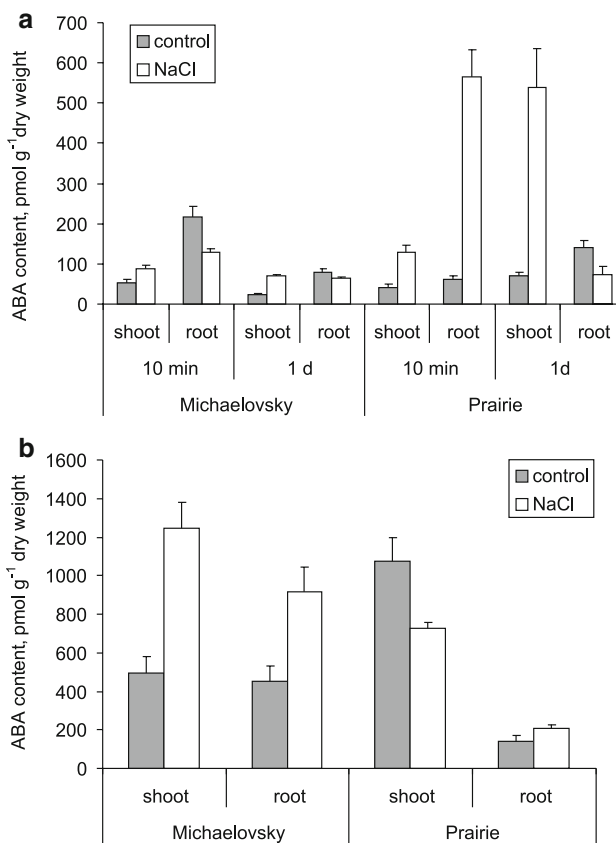 a
ABA content, pmol g⁻¹ dry weight
700
600
500
400
300
200
100
0
control
NaCl
shoot root shoot root shoot root shoot root
10 min 1 d 10 min 1d
Michaelovsky Prairie
b
ABA content, pmol g⁻¹ dry weight
1600
1400
1200
1000
800
600
400
200
0
control
NaCl
shoot root shoot root
Michaelovsky Prairie